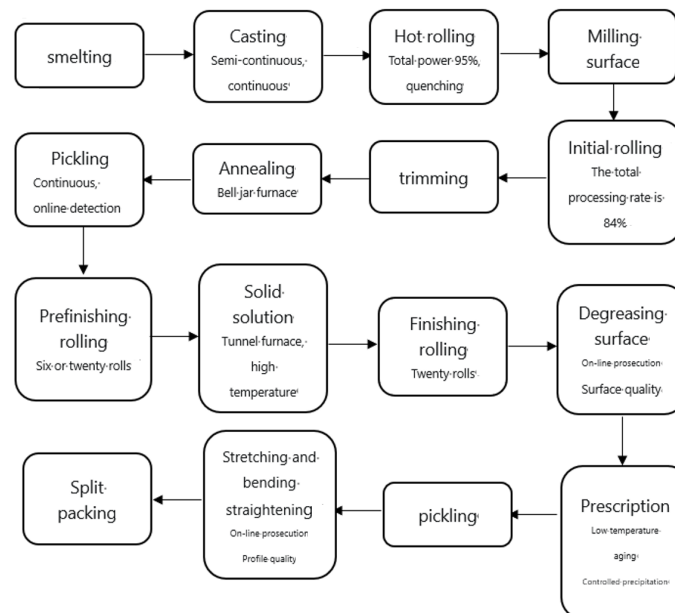 smelting
Casting
Semi-continuous,
continuous
Hot rolling
Total power 95%,
quenching
Milling
surface
Initial rolling
The total
processing rate is
84%
trimming
Annealing
Bell jar furnace
Pickling
Continuous,
online detection
Prefinishing
rolling
Six or twenty rolls
Solid
solution
Tunnel furnace,
high
temperature
Finishing
rolling
Twenty rolls
Degreasing
surface
On-line prosecution
Surface quality
Prescription
Low temperature
aging
Controlled precipitation
pickling
Stretching and
bending
straightening
On-line prosecution
Profile quality
Split
packing